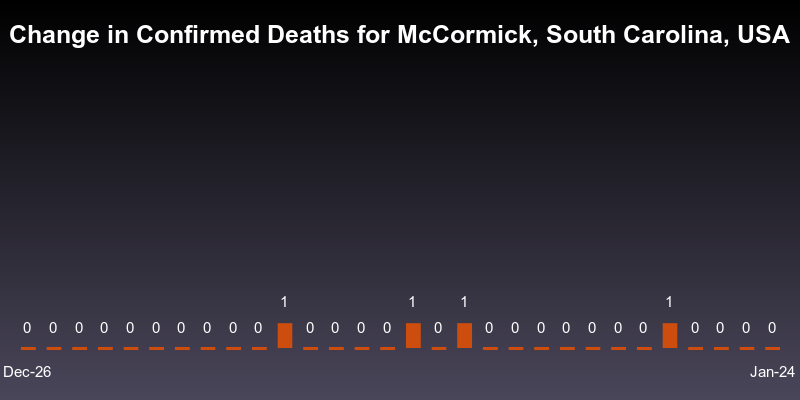 Change in Confirmed Deaths for McCormick, South Carolina, USA
1 1 1 1
0 0 0 0 0 0 0 0 0 0 0 0 0 0 0 0 0 0 0 0 0 0 0 0 0 0
Dec-26 Jan-24